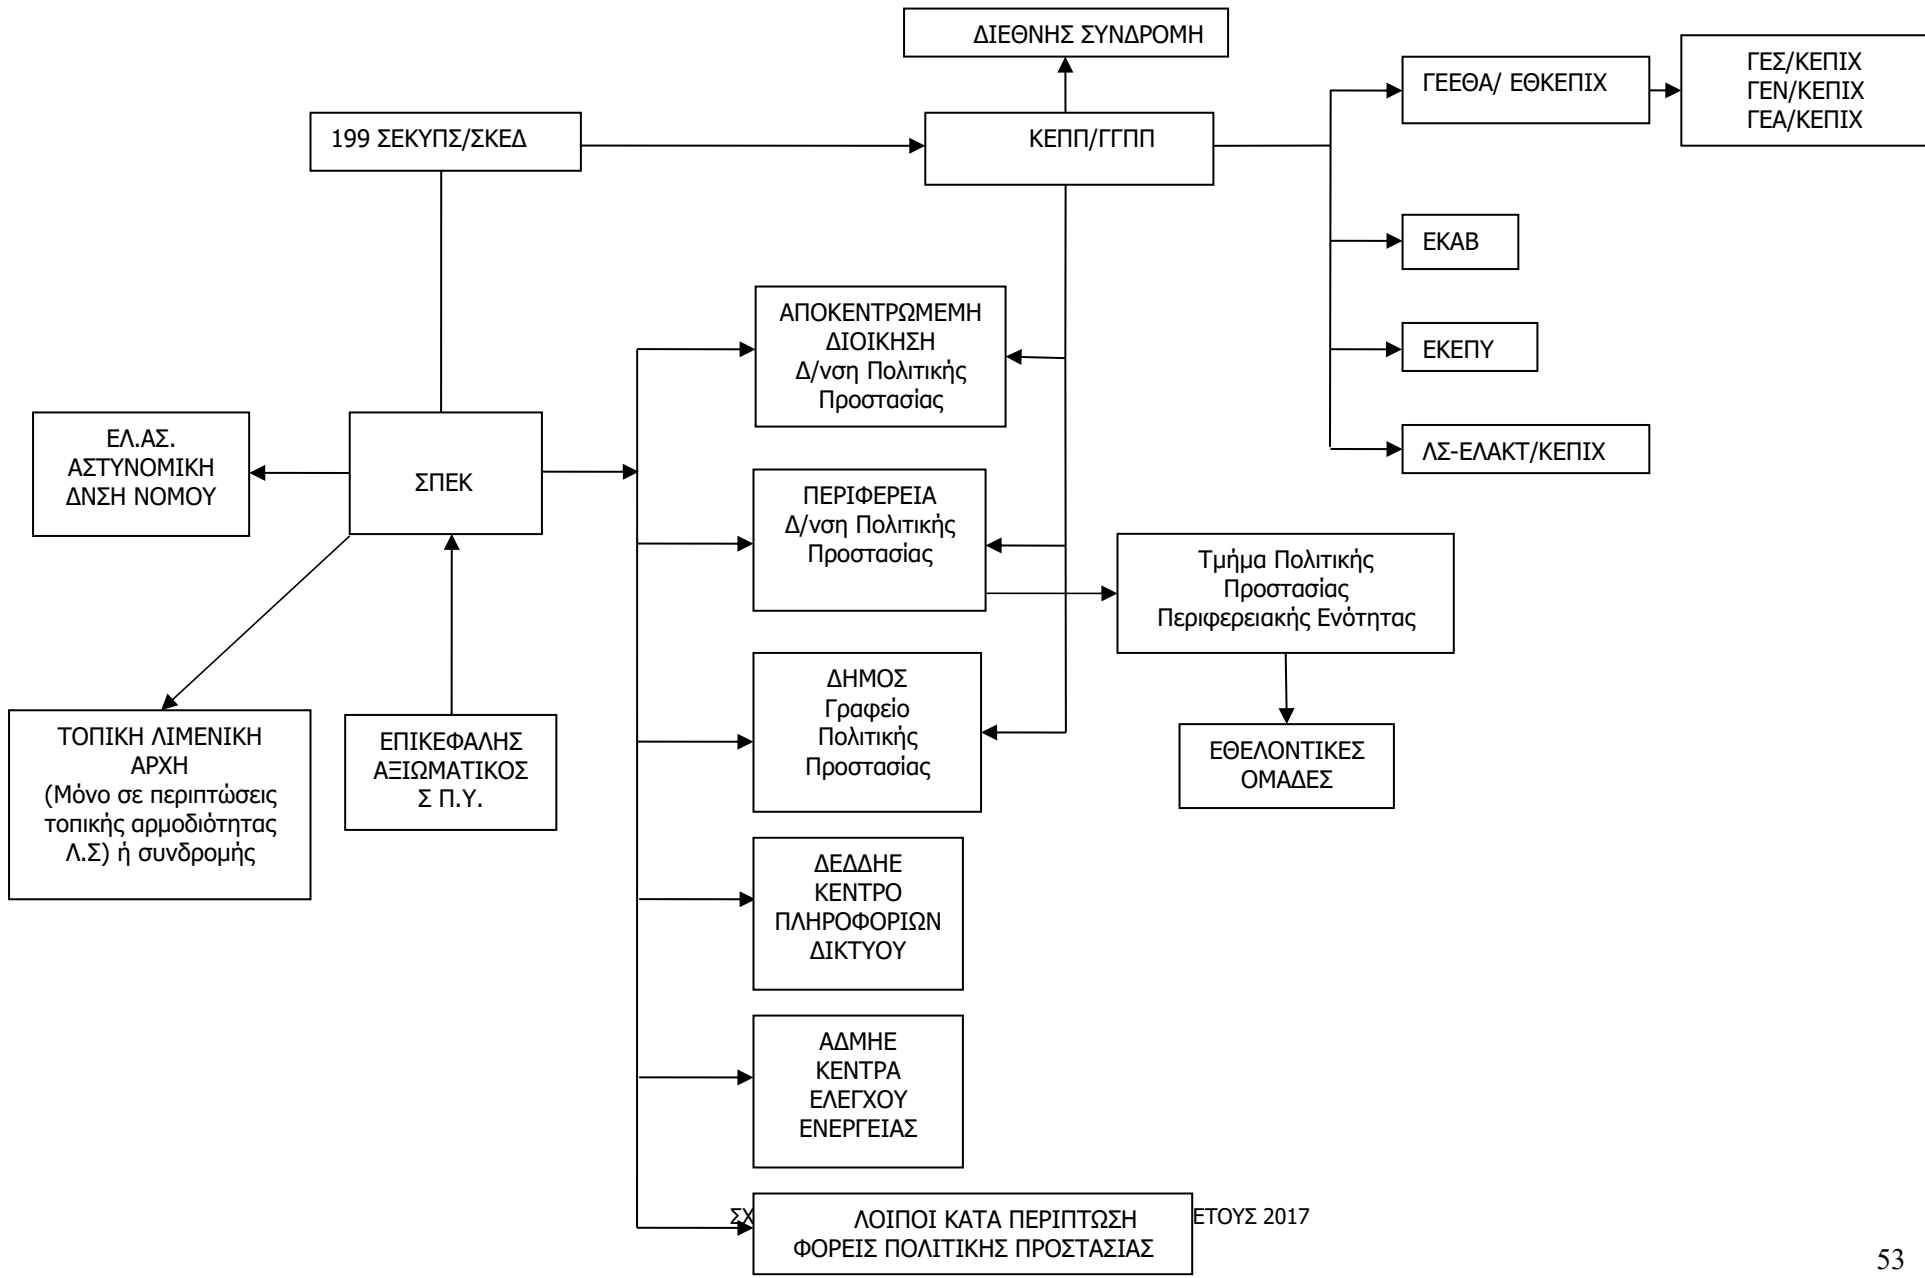 ΔΙΕΘΝΗΣ ΣΥΝΔΡΟΜΗ
199 ΣΕΚΥΠΣ/ΣΚΕΔ
ΚΕΠΠ/ΓΓΠΠ
ΓΕΕΘΑ/ ΕΘΚΕΠΙΧ
ΓΕΣ/ΚΕΠΙΧ
ΓΕΝ/ΚΕΠΙΧ
ΓΕΑ/ΚΕΠΙΧ
ΕΚΑΒ
ΕΚΕΠΥ
ΛΣ-ΕΛΑΚΤ/ΚΕΠΙΧ
ΑΠΟΚΕΝΤΡΩΜΕΜΗ
ΔΙΟΙΚΗΣΗ
Δ/νση Πολιτικής
Προστασίας
ΕΛ.ΑΣ.
ΑΣΤΥΝΟΜΙΚΗ
ΔΝΣΗ ΝΟΜΟΥ
ΣΠΕΚ
ΠΕΡΙΦΕΡΕΙΑ
Δ/νση Πολιτικής
Προστασίας
Τμήμα Πολιτικής
Προστασίας
Περιφερειακής Ενότητας
ΤΟΠΙΚΗ ΛΙΜΕΝΙΚΗ
ΑΡΧΗ
(Μόνο σε περιπτώσεις
τοπικής αρμοδιότητας
Λ.Σ) ή συνδρομής
ΕΠΙΚΕΦΑΛΗΣ
ΑΞΙΩΜΑΤΙΚΟΣ
Σ Π.Υ.
ΔΗΜΟΣ
Γραφείο
Πολιτικής
Προστασίας
ΕΘΕΛΟΝΤΙΚΕΣ
ΟΜΑΔΕΣ
ΔΕΔΔΗΕ
ΚΕΝΤΡΟ
ΠΛΗΡΟΦΟΡΙΩΝ
ΔΙΚΤΥΟΥ
ΑΔΜΗΕ
ΚΕΝΤΡΑ
ΕΛΕΓΧΟΥ
ΕΝΕΡΓΕΙΑΣ
ΛΟΙΠΟΙ ΚΑΤΑ ΠΕΡΙΠΤΩΣΗ
ΦΟΡΕΙΣ ΠΟΛΙΤΙΚΗΣ ΠΡΟΣΤΑΣΙΑΣ
ΕΤΟΥΣ 2017
53